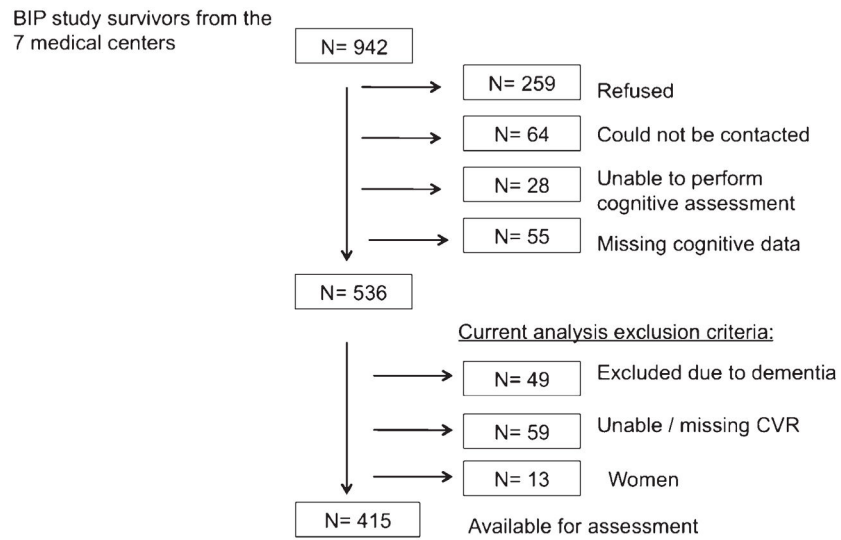 BIP study survivors from the
7 medical centers
N= 942
N= 259
Refused
N= 64
Could not be contacted
N= 28
Unable to perform
cognitive assessment
N= 55
Missing cognitive data
N= 536
Current analysis exclusion criteria:
N= 49
Excluded due to dementia
N= 59
Unable / missing CVR
N= 13
Women
N= 415
Available for assessment